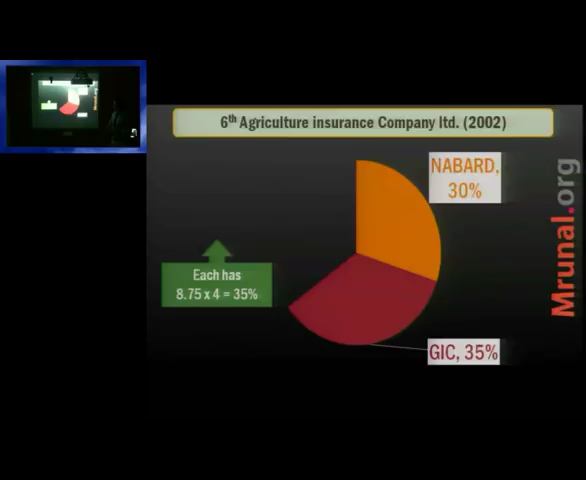 6th Agriculture insurance Company ltd. (2002)
NABARD,
30%
Each has
8.75 x 4 = 35%
GIC, 35%
Mrunal.org